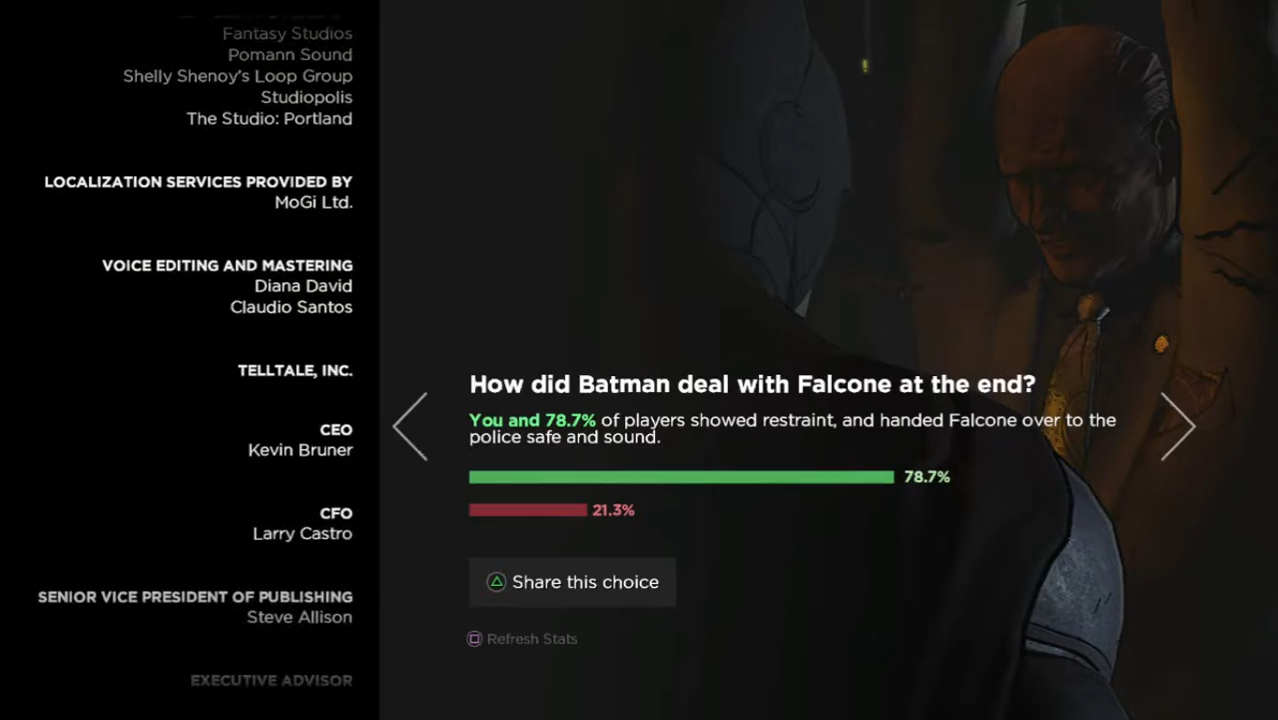 Fantasy Studios
Pomann Sound
Shelly Shenoy's Loop Group
Studiopolis
The Studio: Portland
LOCALIZATION SERVICES PROVIDED BY
MoGi Ltd.
VOICE EDITING AND MASTERING
Diana David
Claudio Santos
TELLTALE, INC.
CEO
Kevin Bruner
CFO
Larry Castro
SENIOR VICE PRESIDENT OF PUBLISHING
Steve Allison
EXECUTIVE ADVISOR
How did Batman deal with Falcone at the end?
You and 78.7% of players showed restraint, and handed Falcone over to the
police safe and sound.
78.7%
21.3%
Share this choice
Refresh Stats